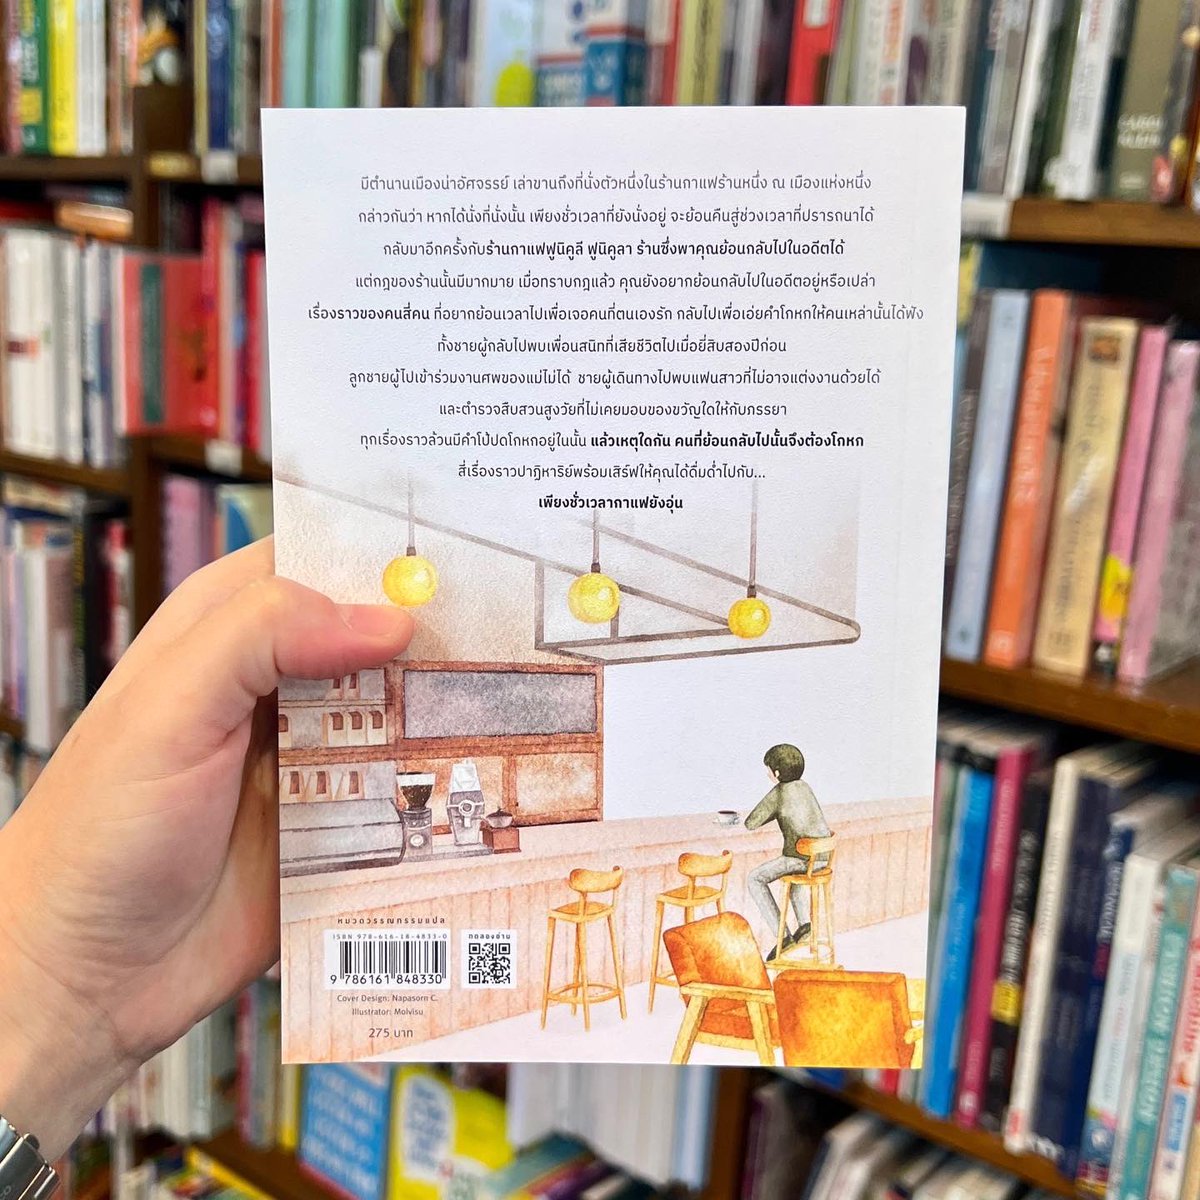 มีตำนานเมืองน่าอัศจรรย์ เล่าขานถึงที่นั่งตัวหนึ่งในร้านกาแฟร้านหนึ่ง ณ เมืองแห่งหนึ่ง
กล่าวกันว่า หากได้นั่งที่นั่งนั้น เพียงชั่วเวลาที่ยังนั่งอยู่ จะย้อนคืนสู่ช่วงเวลาที่ปรารถนาได้
กลับมาอีกครั้งกับร้านกาแฟฟูนิคูลี ฟูนิคูลา ร้านซึ่งพาคุณย้อนกลับไปในอดีตได้
แต่กฎของร้านนั้นมีมากมาย เมื่อทราบกฎแล้ว คุณยังอยากย้อนกลับไปในอดีตอยู่หรือเปล่า
เรื่องราวของคนสี่คน ที่อยากย้อนเวลาไปเพื่อเจอคนที่ตนเองรัก กลับไปเพื่อเอ่ยคำโกหกให้คนเหล่านั้นได้ฟัง
ทั้งชายผู้กลับไปพบเพื่อนสนิทที่เสียชีวิตไปเมื่อยี่สิบสองปีก่อน
ลูกชายผู้ไปเข้าร่วมงานศพของแม่ไม่ได้ ชายผู้เดินทางไปพบแฟนสาวที่ไม่อาจแต่งงานด้วยได้
และตำรวจสืบสวนสูงวัยที่ไม่เคยมอบของขวัญใดให้กับภรรยา
ทุกเรื่องราวล้วนมีคำโป้ปดโกหกอยู่ในนั้น แล้วเหตุใดกัน คนที่ย้อนกลับไปนั้นจึงต้องโกหก
สี่เรื่องราวปาฏิหาริย์พร้อมเสิร์ฟให้คุณได้ดื่มด่ำไปกับ...
เพียงชั่วเวลากาแฟยังอุ่น
หมวดวรรณกรรมแปล
ISBN 978-616-18-4833-0
ทดลองอ่าน
9 786161 848330
Cover Design: Napasorn C.
Illustrator: Molvisu
275 บาท